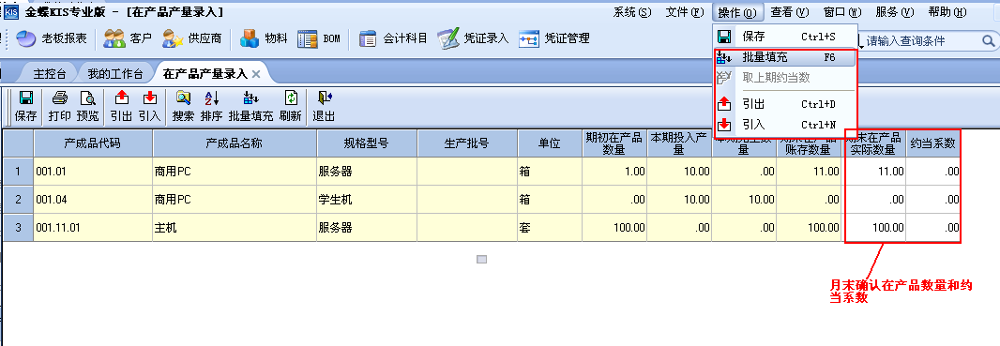 KIS 金蝶KIS专业版 - [在产品产量录入] 系统(S) 文件(F) 操作(O) 查看(V) 窗口(W) 服务(V) 帮助(H)
老板报表 客户 供应商 物料 BOM 会计科目 凭证录入 凭证管理 请输入查询条件
保存 Ctrl+S
批量填充 F6
取上期约当数
引出 Ctrl+D
引入 Ctrl+N
主控台 我的工作台 在产品产量录入
保存 打印 预览 引出 引入 搜索 排序 批量填充 刷新 退出
产成品代码 产成品名称 规格型号 生产批号 单位 期初在产品数量 本期投入产量 账存数量 期末在产品实际数量 约当系数
1 001.01 商用PC 服务器 箱 1.00 10.00 .00 11.00 11.00 .00
2 001.04 商用PC 学生机 箱 .00 10.00 10.00 .00 .00 .00
3 001.11.01 主机 服务器 套 100.00 .00 .00 100.00 100.00 .00
月末确认在产品数量和约
当系数